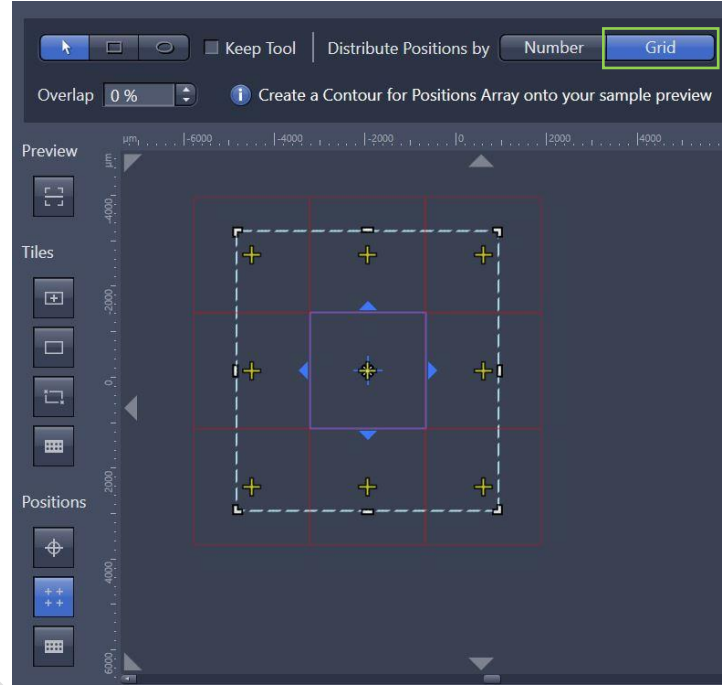 Keep Tool Distribute Positions by Number Grid
Overlap 0 % Create a Contour for Positions Array onto your sample preview
Preview
µm -6000 -4000 -2000 0 2000 4000
µm
-4000
Tiles
-2000
0
2000
Positions
4000
6000